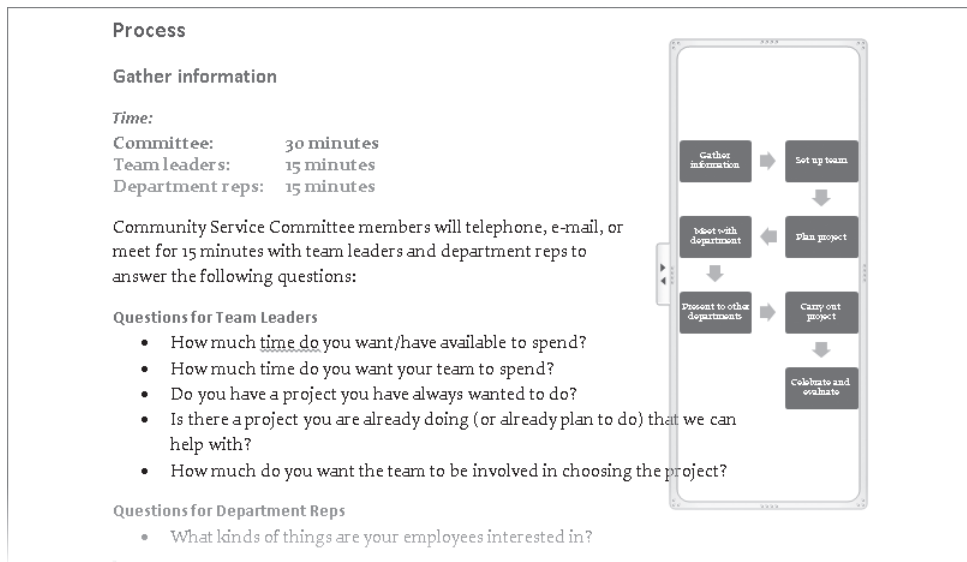 Process
Gather information
Time:
Committee: 30 minutes
Team leaders: 15 minutes
Department reps: 15 minutes
Community Service Committee members will telephone, e-mail, or
meet for 15 minutes with team leaders and department reps to
answer the following questions:
Questions for Team Leaders
• How much time do you want/have available to spend?
• How much time do you want your team to spend?
• Do you have a project you have always wanted to do?
• Is there a project you are already doing (or already plan to do) that we can
help with?
• How much do you want the team to be involved in choosing the project?
Questions for Department Reps
• What kinds of things are your employees interested in?
Gather
information
Set up team
Plan project
Meet with
department
Present to other
departments
Carry out
project
Celebrate and
evaluate